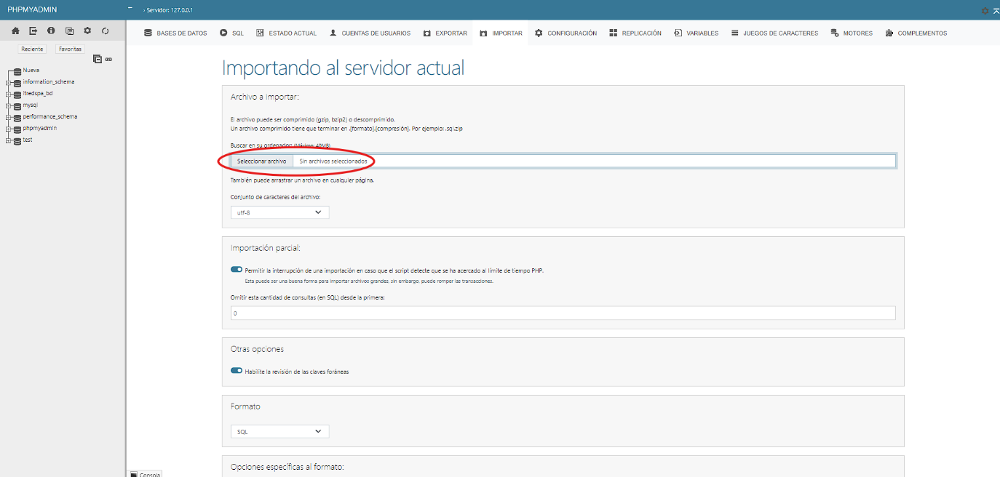 PHPMYADMIN
Servidor: 127.0.0.1
Reciente Favoritas
Nueva
information_schema
itredspa_bd
mysql
performance_schema
phpmyadmin
test
BASES DE DATOS SQL ESTADO ACTUAL CUENTAS DE USUARIOS EXPORTAR IMPORTAR CONFIGURACIÓN REPLICACIÓN VARIABLES JUEGOS DE CARACTERES MOTORES COMPLEMENTOS
Importando al servidor actual
Archivo a importar:
El archivo puede ser comprimido (gzip, bzip2) o descomprimido.
Un archivo comprimido tiene que terminar en .[formato].[compresión]. Por ejemplo: .sql.zip
Buscar en su ordenador: (Máximo: 40MB)
Seleccionar archivo Sin archivos seleccionados
También puede arrastrar un archivo en cualquier página.
Conjunto de caracteres del archivo:
utf-8
Importación parcial:
Permitir la interrupción de una importación en caso que el script detecte que se ha acercado al límite de tiempo PHP.
Esta puede ser una buena forma para importar archivos grandes, sin embargo, puede romper las transacciones.
Omitir esta cantidad de consultas (en SQL) desde la primera:
0
Otras opciones
Habilite la revisión de las claves foráneas
Formato
SQL
Opciones específicas al formato:
Consola